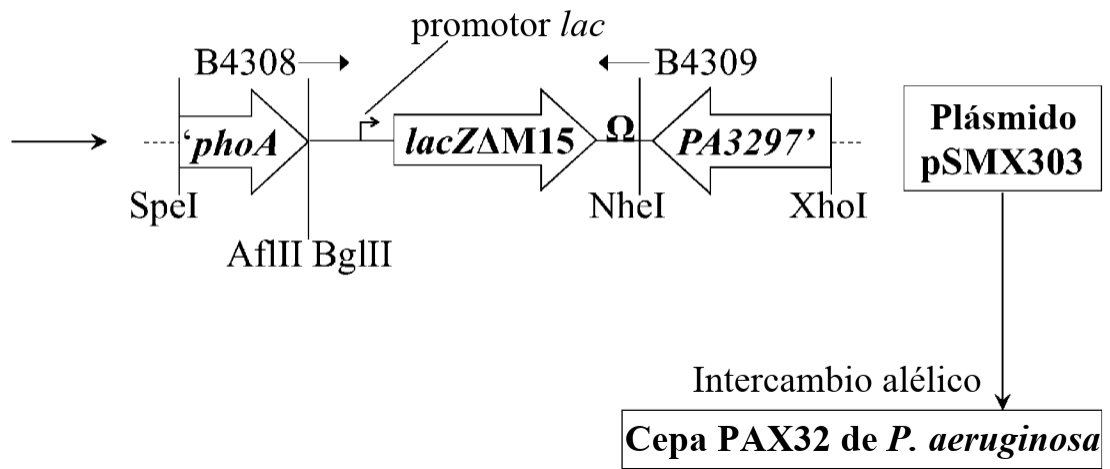 promotor lac
B4308
B4309
‘phoA
lacZΔM15
Ω
PA3297’
SpeI
NheI
XhoI
AflII BglII
Plásmido
pSMX303
Intercambio alélico
Cepa PAX32 de P. aeruginosa